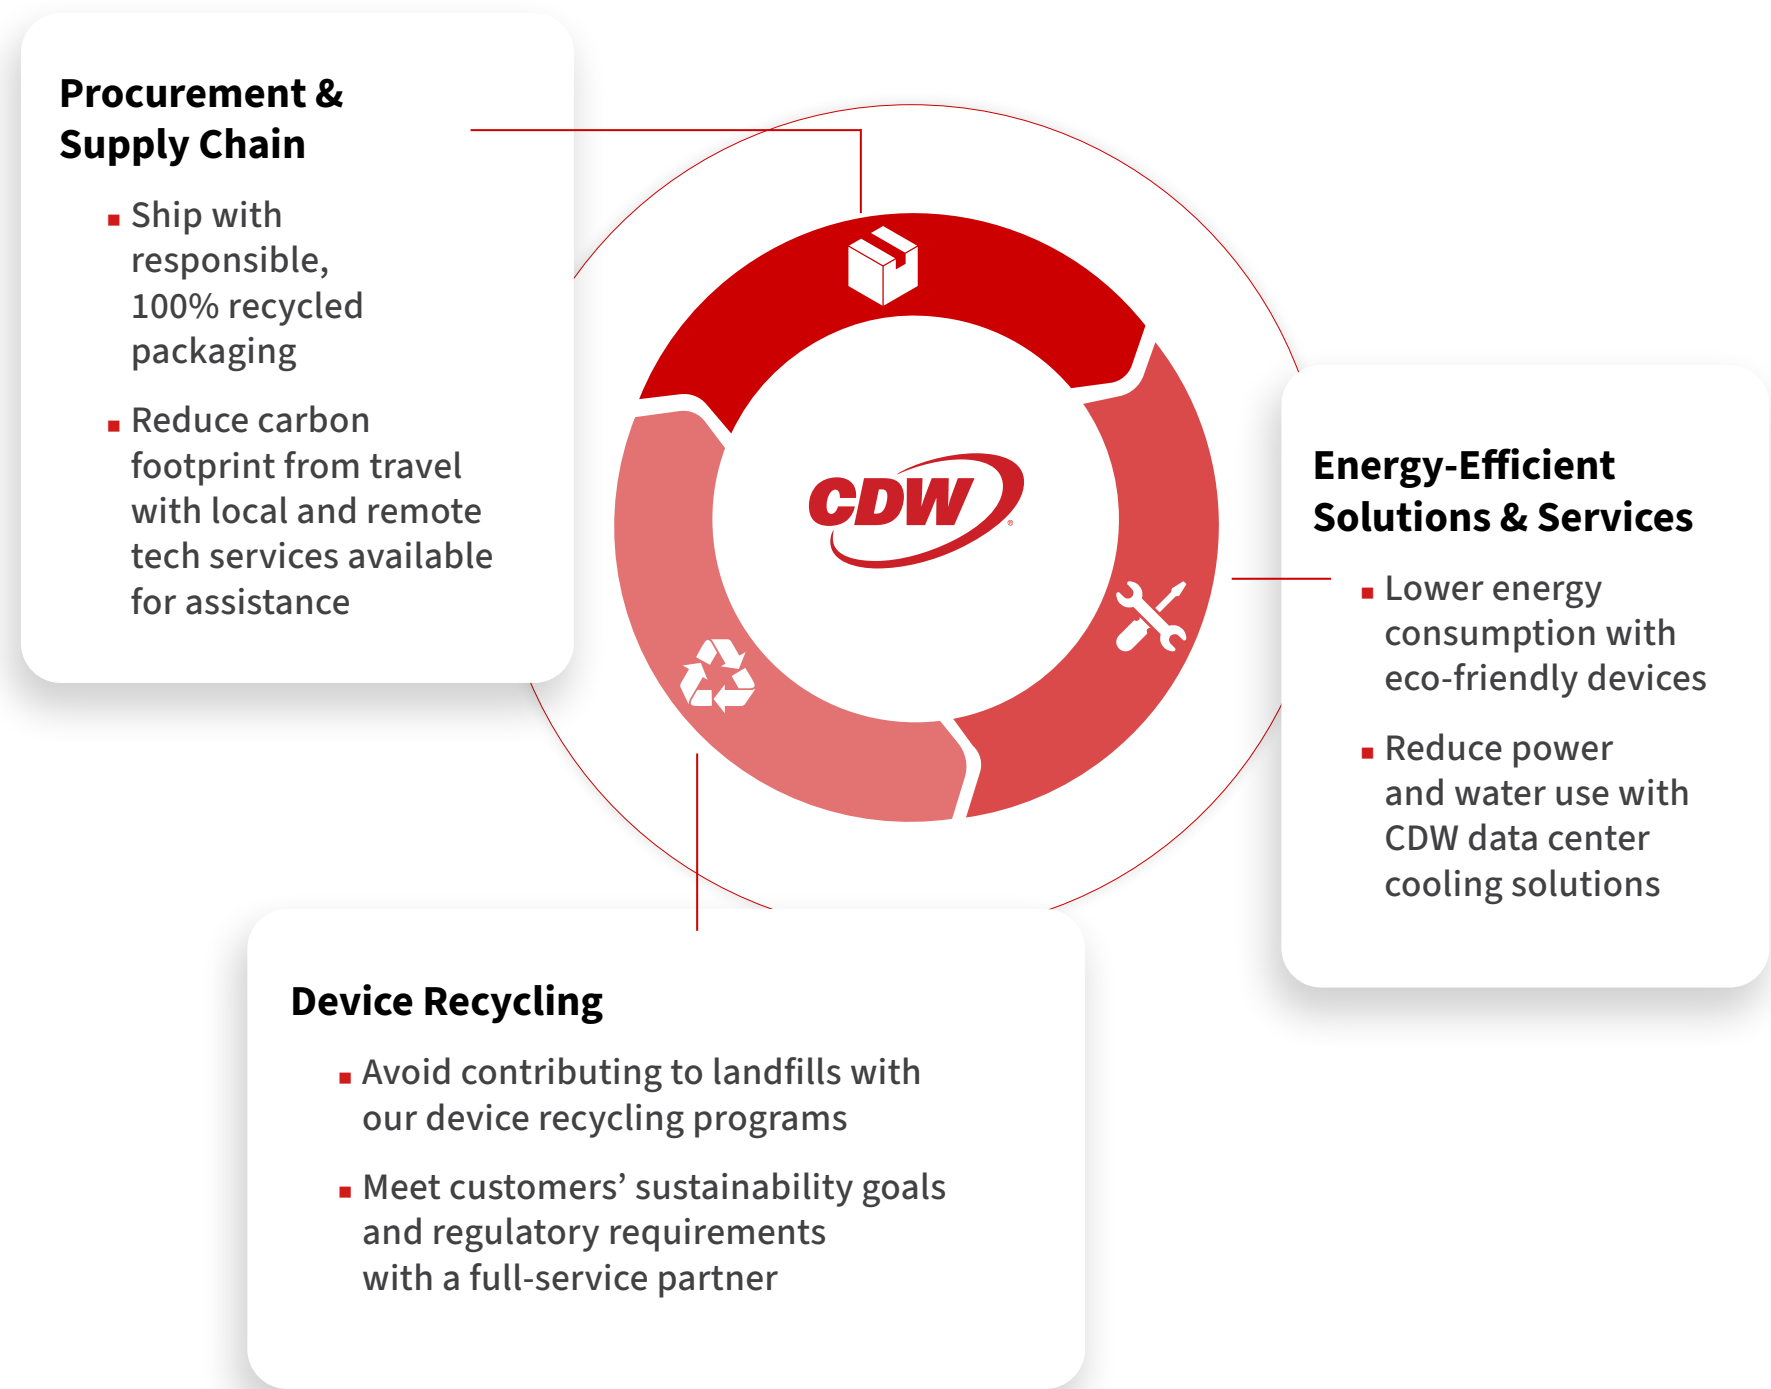 Procurement &
Supply Chain
▪ Ship with
responsible,
100% recycled
packaging
▪ Reduce carbon
footprint from travel
with local and remote
tech services available
for assistance
CDW®
Energy-Efficient
Solutions & Services
▪ Lower energy
consumption with
eco-friendly devices
▪ Reduce power
and water use with
CDW data center
cooling solutions
Device Recycling
▪ Avoid contributing to landfills with
our device recycling programs
▪ Meet customers’ sustainability goals
and regulatory requirements
with a full-service partner